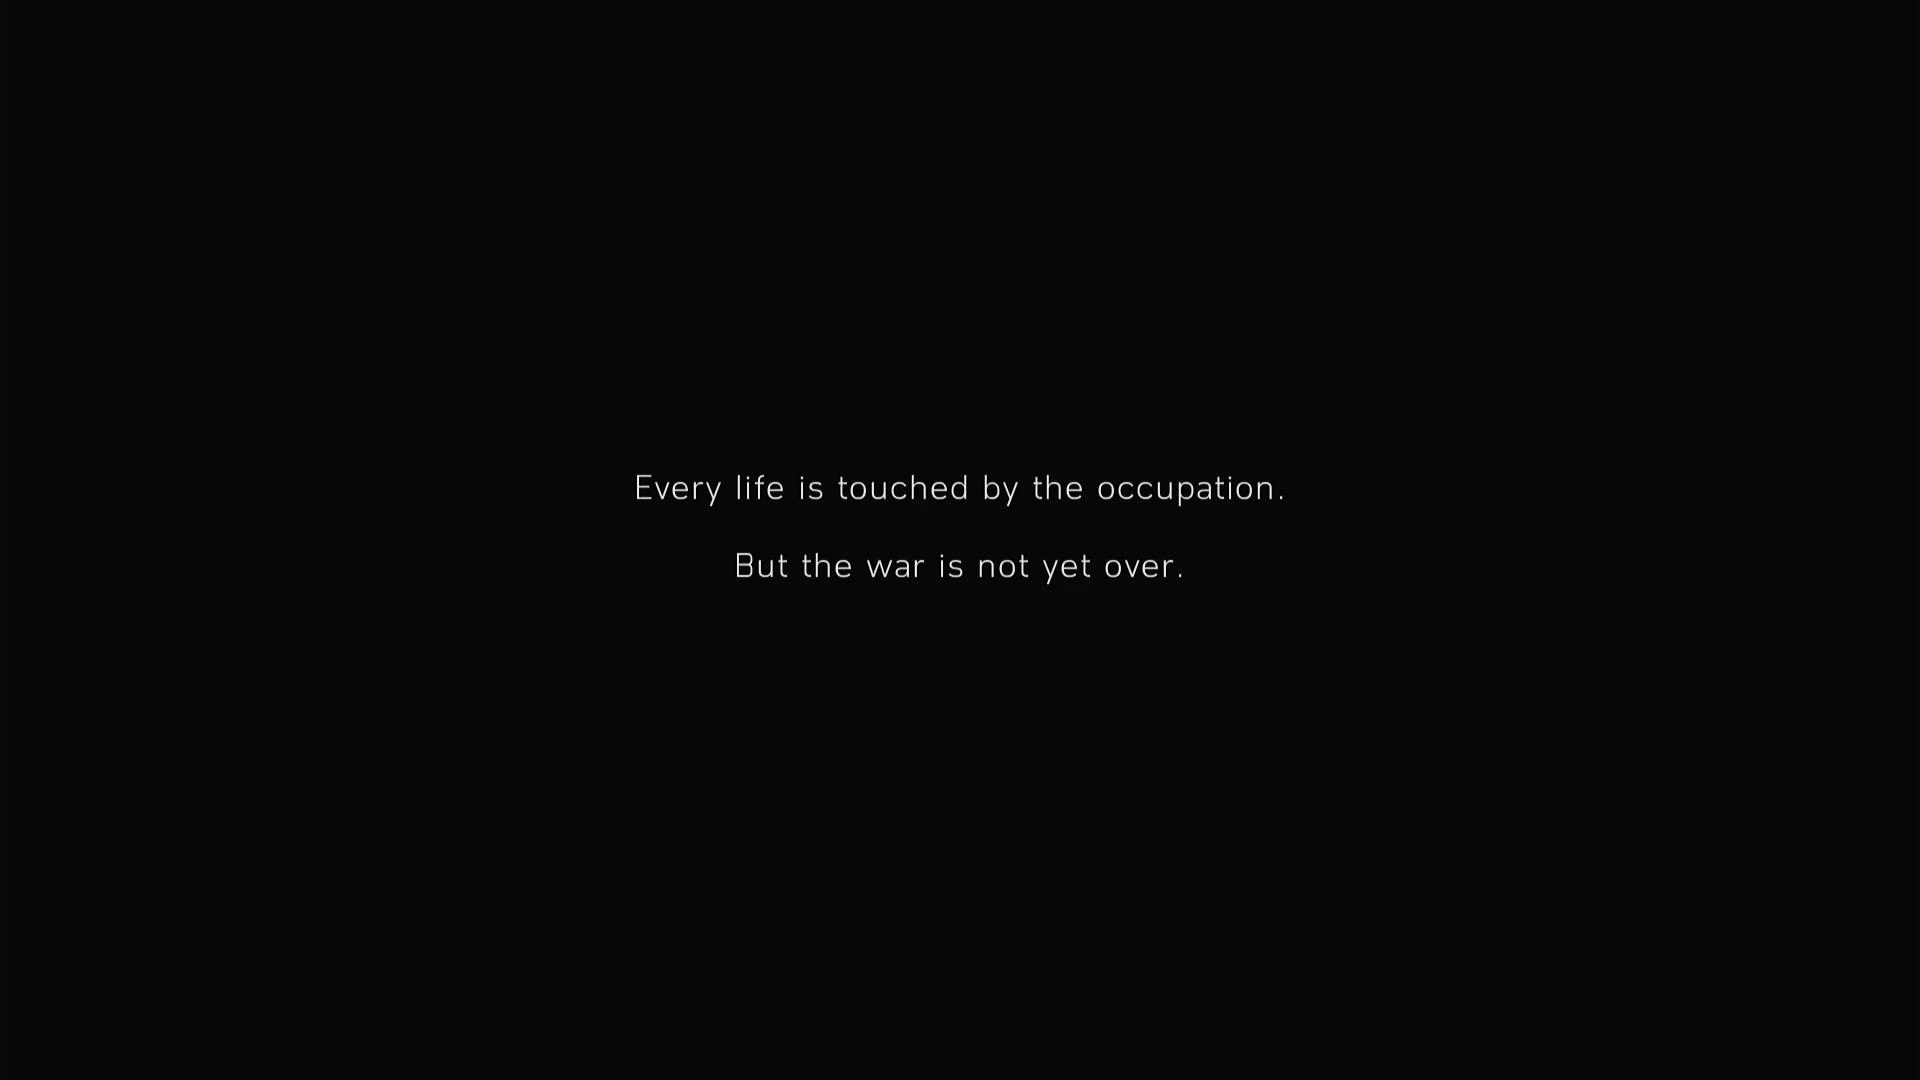 Every life is touched by the occupation.
But the war is not yet over.